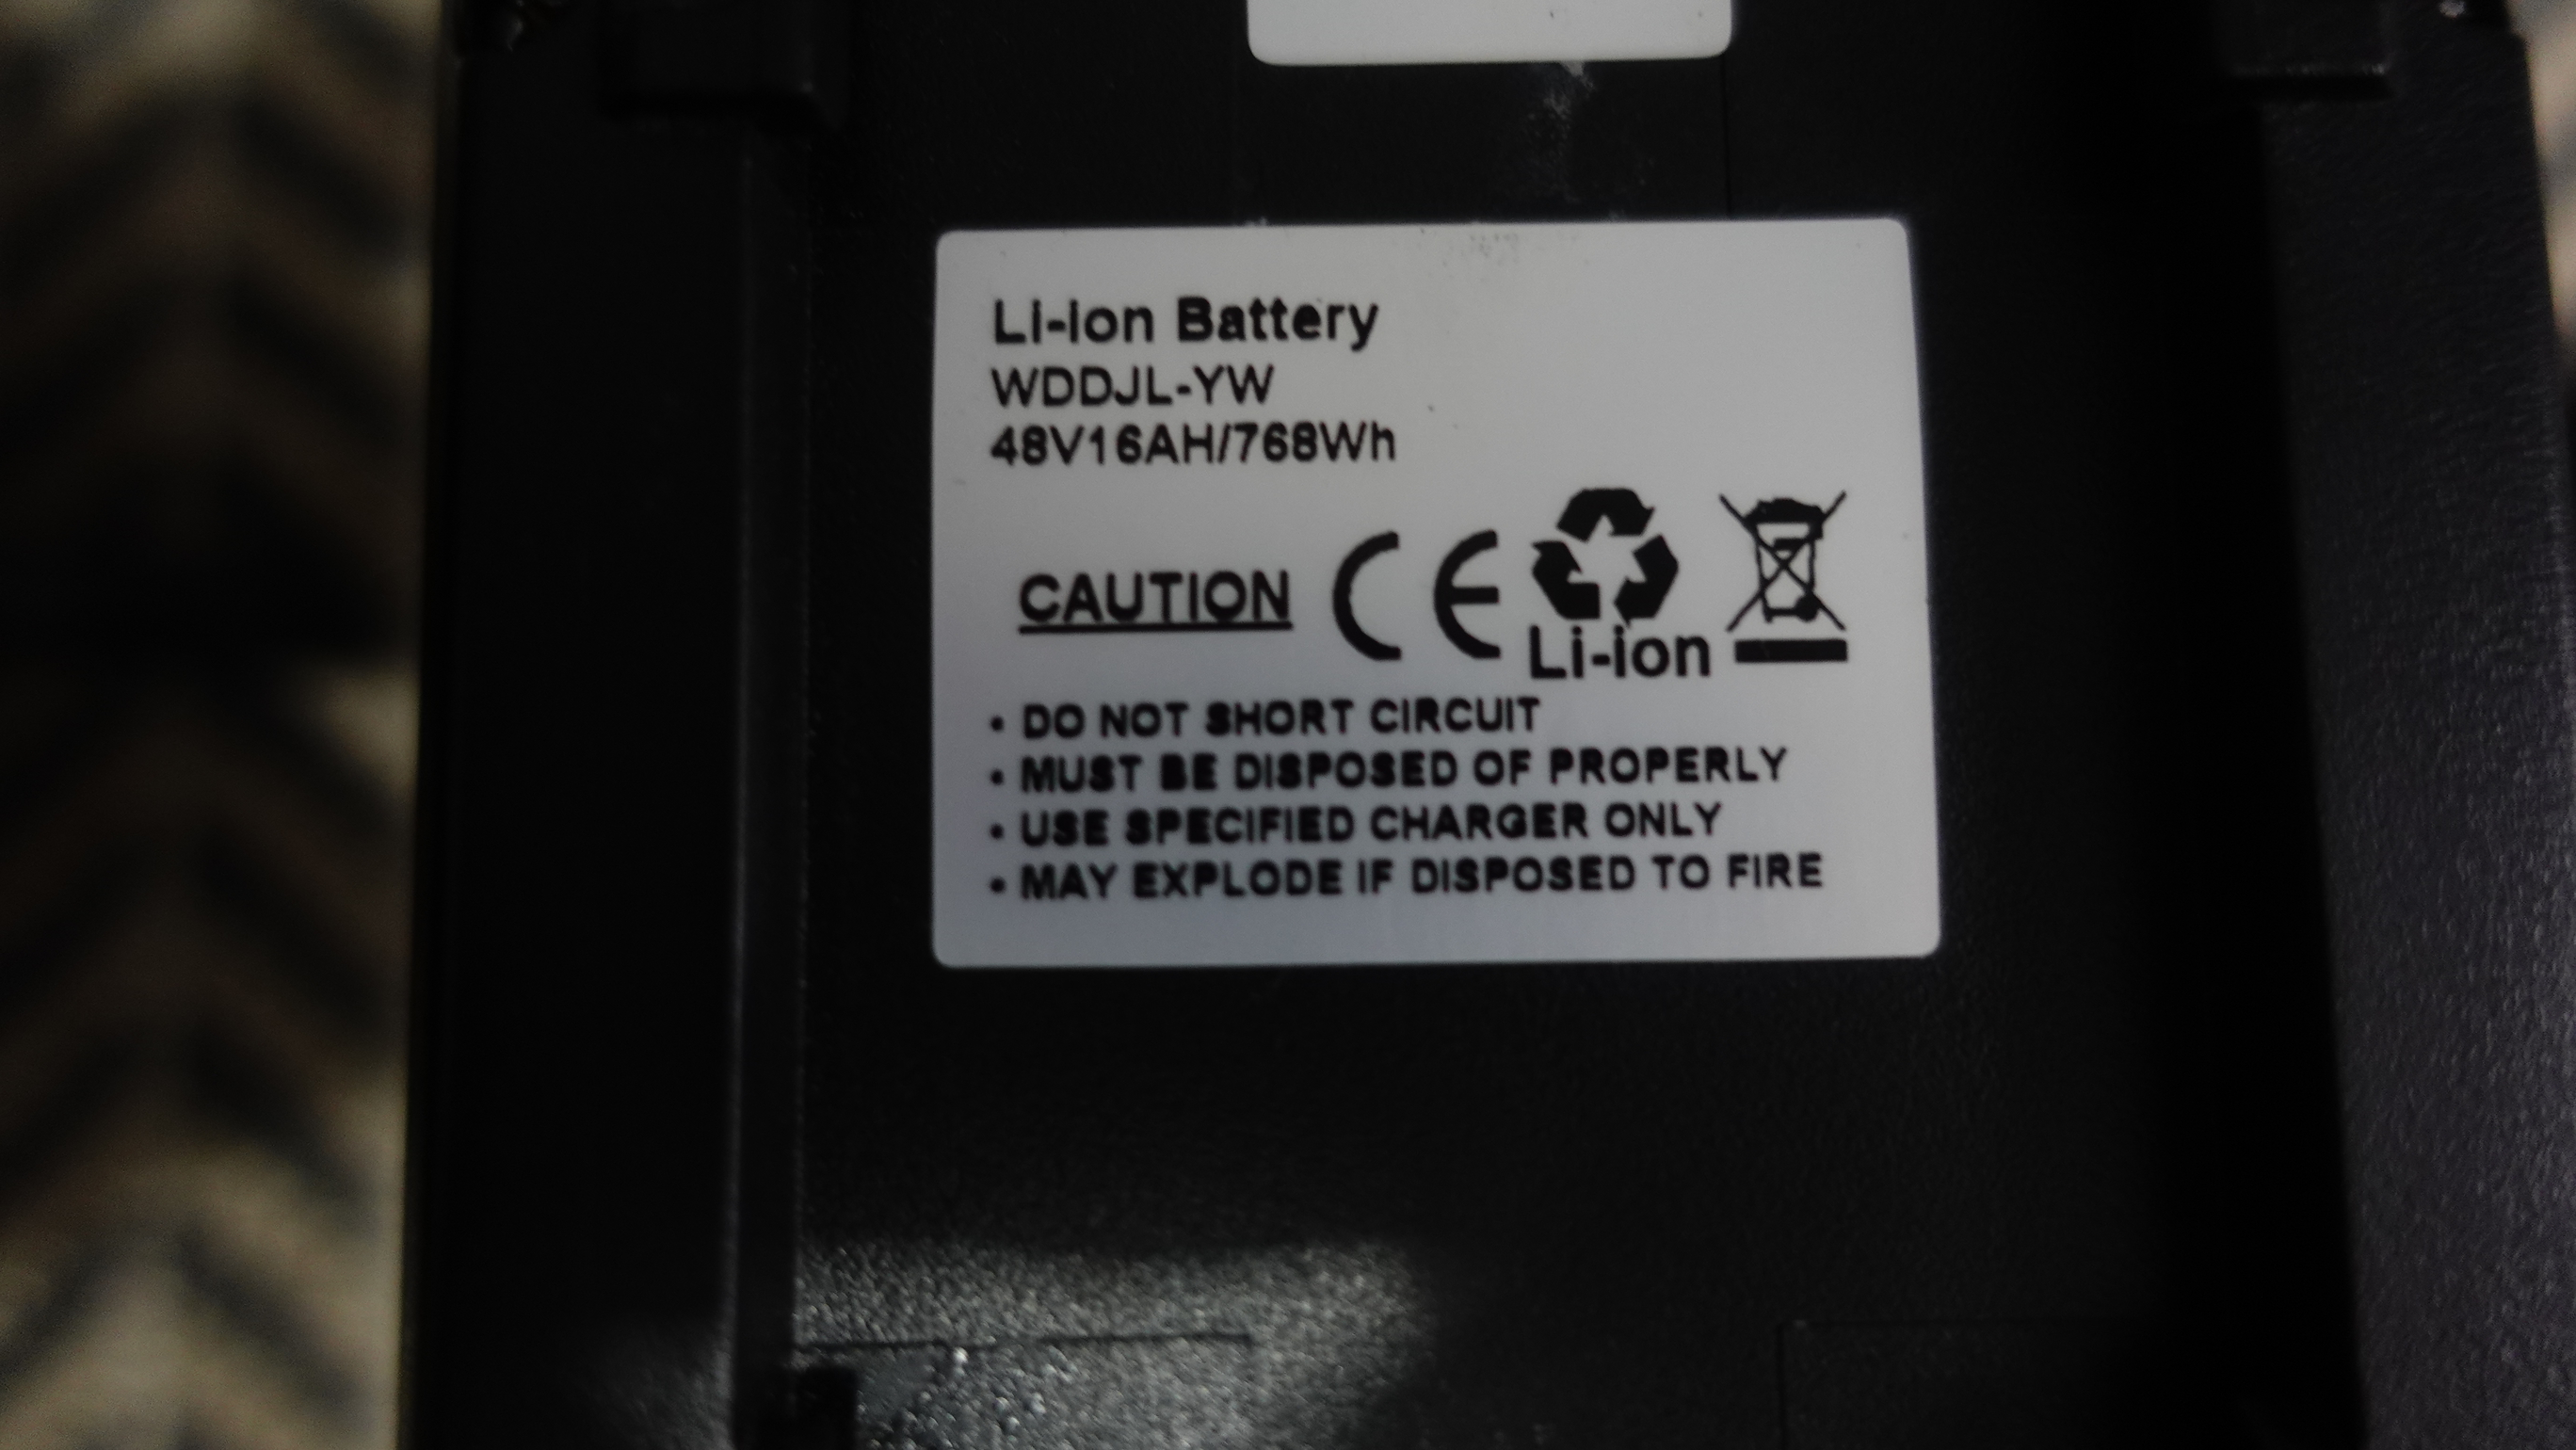 Li-ion Battery
WDDJL-YW
48V16AH/768Wh
CAUTION CE
Li-ion
• DO NOT SHORT CIRCUIT
• MUST BE DISPOSED OF PROPERLY
• USE SPECIFIED CHARGER ONLY
• MAY EXPLODE IF DISPOSED TO FIRE